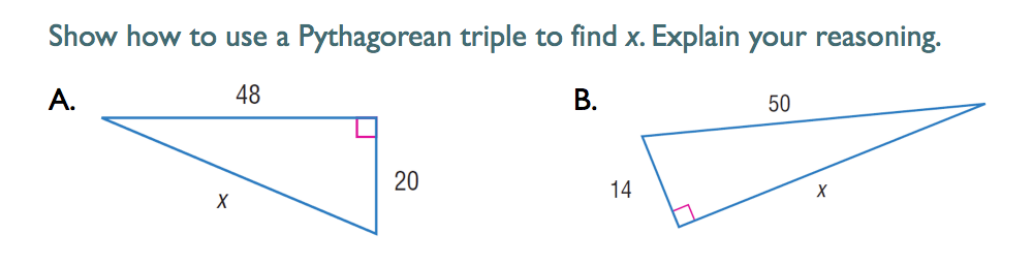 Show how to use a Pythagorean triple to find x. Explain your reasoning.
A.
48
20
x
B.
50
14
x